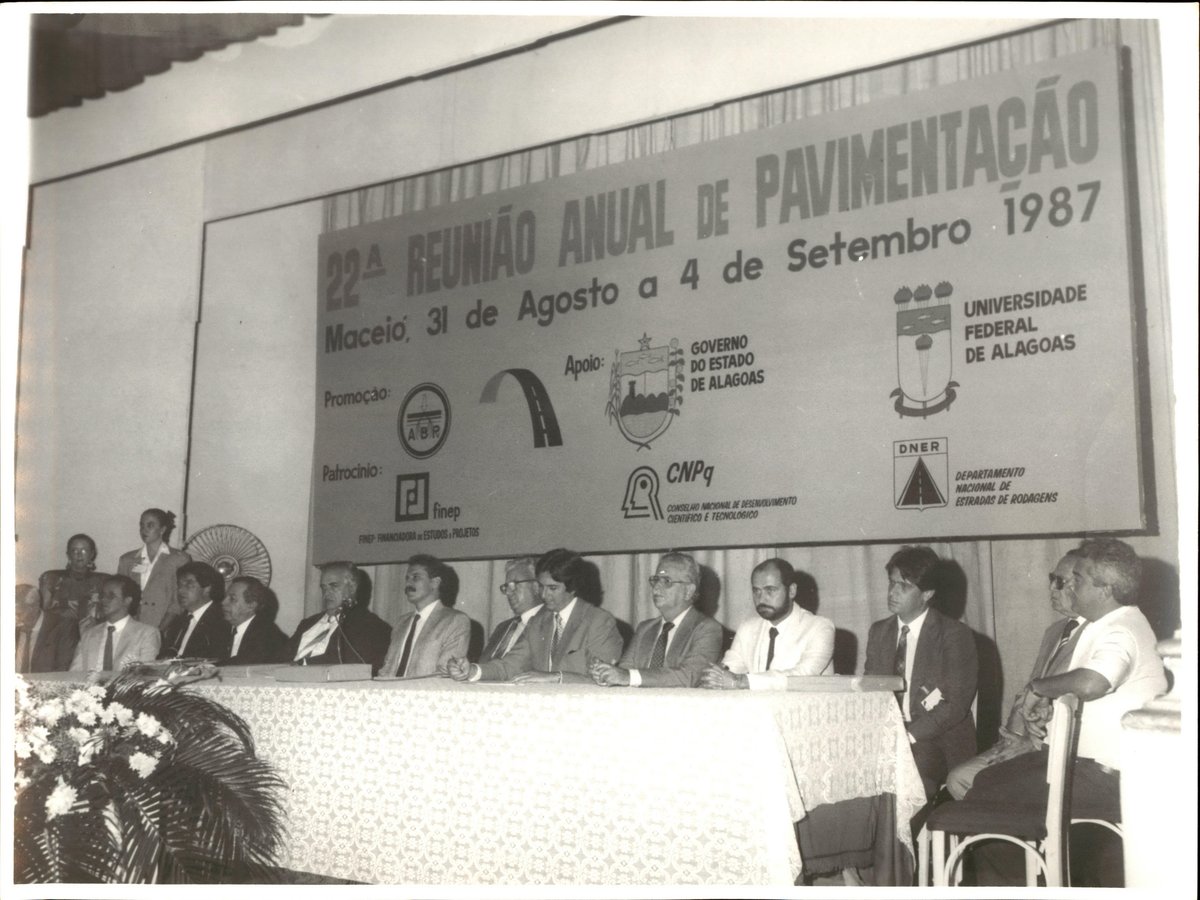 22ª REUNIÃO ANUAL DE PAVIMENTAÇÃO
Maceió, 31 de Agosto a 4 de Setembro 1987
Promoção:
ABR
Apoio:
GOVERNO
DO ESTADO
DE ALAGOAS
UNIVERSIDADE
FEDERAL
DE ALAGOAS
Patrocínio:
finep
FINEP - FINANCIADORA DE ESTUDOS e PROJETOS
CNPq
CONSELHO NACIONAL DE DESENVOLVIMENTO
CIENTÍFICO E TECNOLÓGICO
DNER
DEPARTAMENTO
NACIONAL DE
ESTRADAS DE RODAGENS